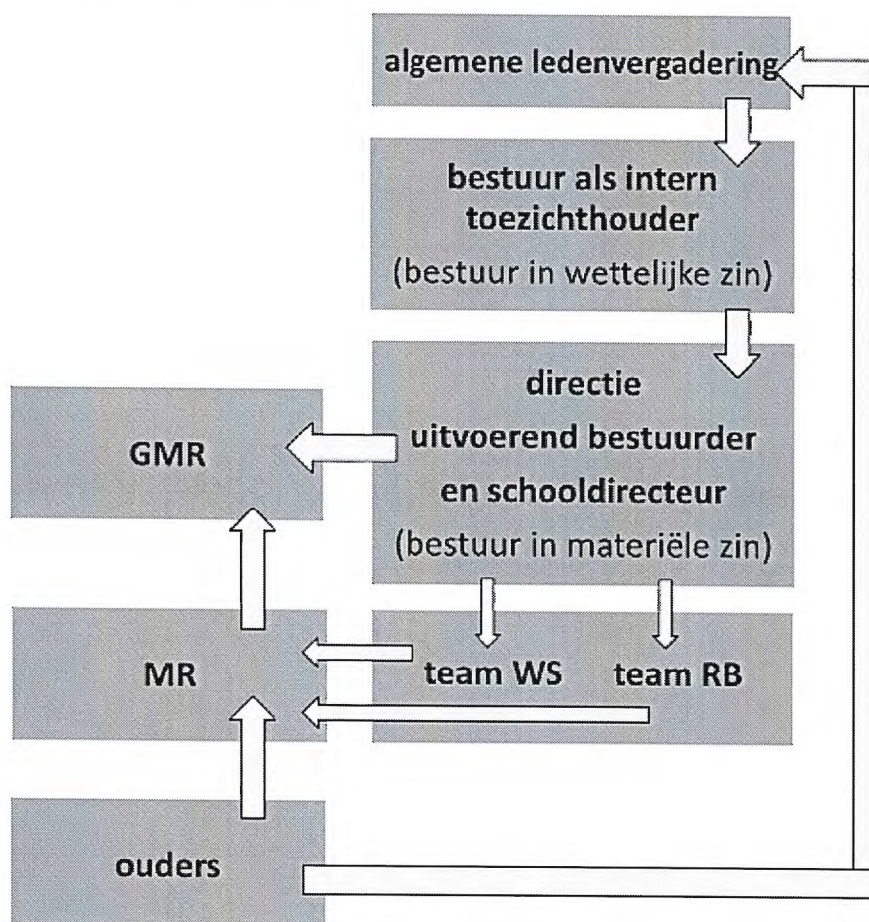 algemene ledenvergadering
bestuur als intern
toezichthouder
(bestuur in wettelijke zin)
directie
uitvoerend bestuurder
en schooldirecteur
(bestuur in materiële zin)
GMR
MR
team WS team RB
ouders